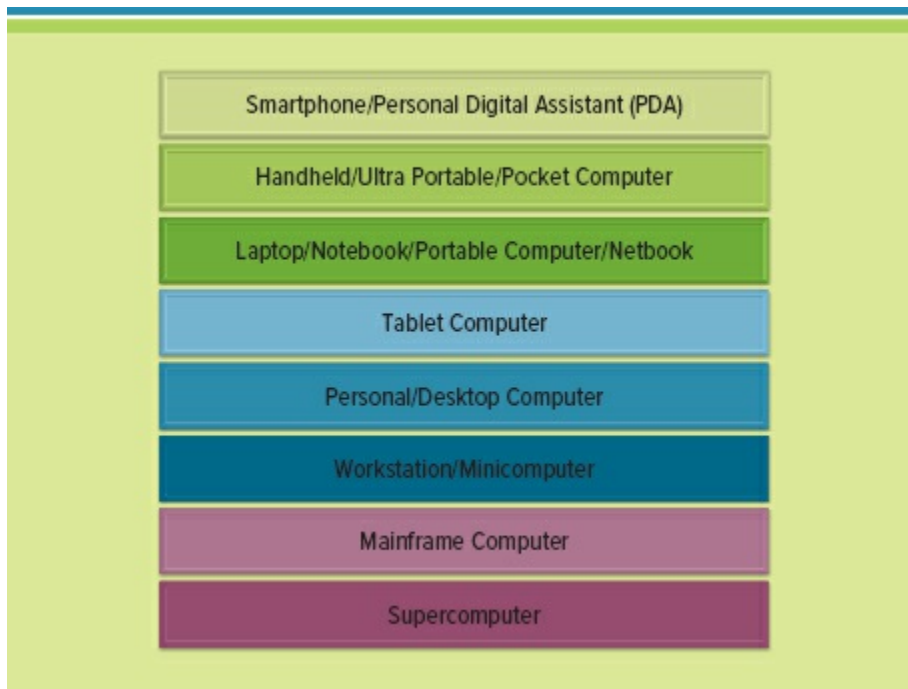 Smartphone/Personal Digital Assistant (PDA)
Handheld/Ultra Portable/Pocket Computer
Laptop/Notebook/Portable Computer/Netbook
Tablet Computer
Personal/Desktop Computer
Workstation/Minicomputer
Mainframe Computer
Supercomputer